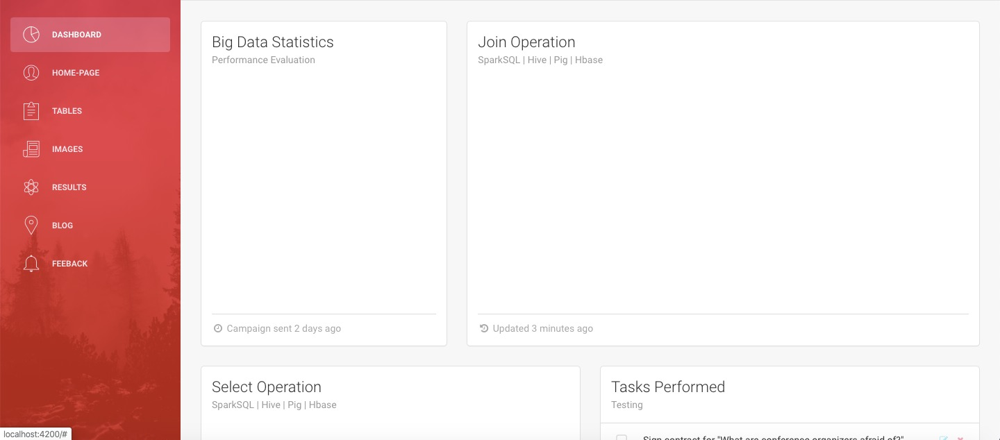 DASHBOARD
HOME-PAGE
TABLES
IMAGES
RESULTS
BLOG
FEEBACK
Big Data Statistics
Performance Evaluation
Campaign sent 2 days ago
Join Operation
SparkSQL | Hive | Pig | Hbase
Updated 3 minutes ago
Select Operation
SparkSQL | Hive | Pig | Hbase
Tasks Performed
Testing
Sign contract for "What are conference organizers afraid of?"
localhost:4200/#